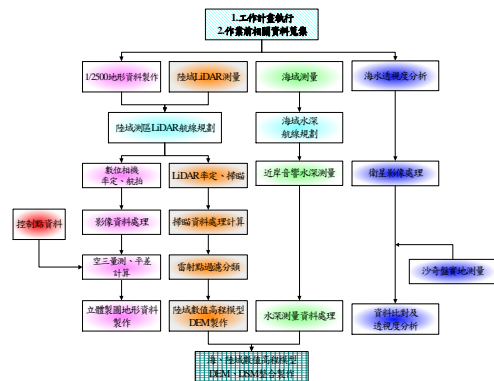 1.工作計畫執行
2.作業前相關資料蒐集
1/2500地形資料製作
陸域LiDAR測量
海域測量
海水透視度分析
陸域測區LiDAR航線規劃
海域水深
航線規劃
數位相機
率定、航拍
LiDAR率定、掃瞄
近岸音響水深測量
衛星影像處理
控制點資料
影像資料處理
掃瞄資料處理計算
空三量測、平差
計算
雷射點過濾分類
沙奇盤實地測量
立體製圖地形資料
製作
陸域數值高程模型
DEM製作
水深測量資料處理
資料比對及
透視度分析
海、陸域數值高程模型
DEM、DSM整合製作